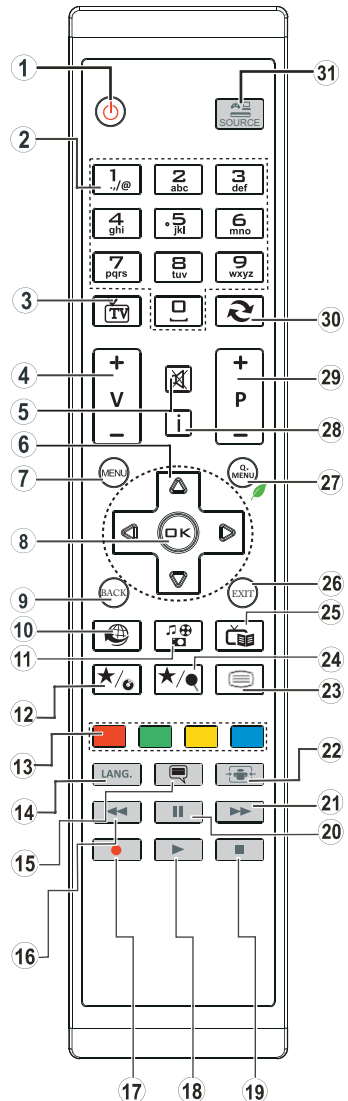 1
31
SOURCE
2
1 2 3
.,/@ abc def
4 5 6
ghi jkl mno
7 8 9
pqrs tuv wxyz
3
TV
30
4
+ +
29
5
V P
i
28
- -
6
7
MENU
Q.
MENU
27
8
OK
9
BACK
EXIT
26
10
25
11
24
12
23
13
LANG.
22
14
21
15
20
16
17 18 19